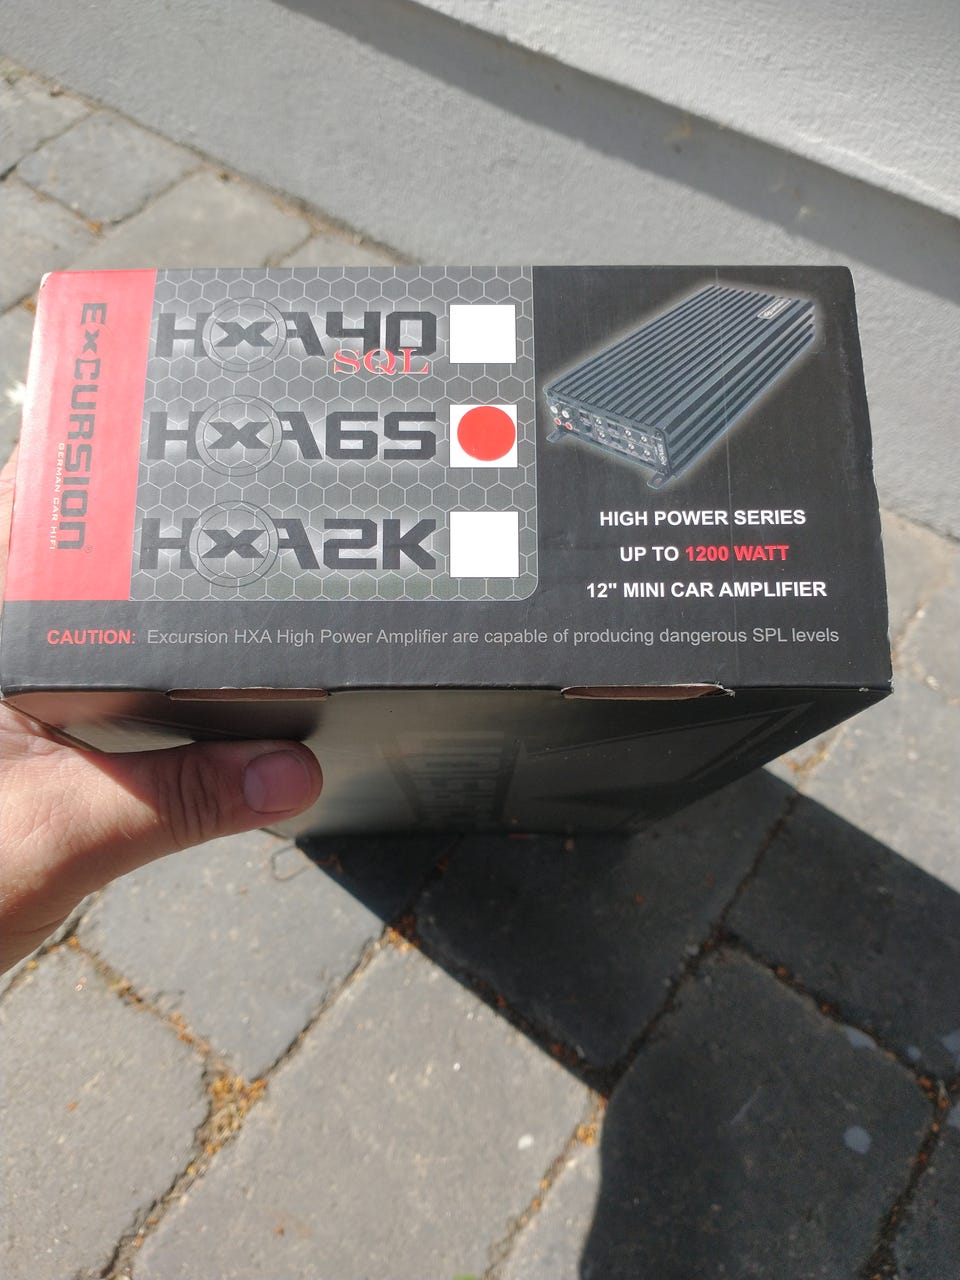 ExCURSION®
GERMAN CAR HIFI
HXA40
SQL
HXA6S
HXA2K
HIGH POWER SERIES
UP TO 1200 WATT
12" MINI CAR AMPLIFIER
CAUTION: Excursion HXA High Power Amplifier are capable of producing dangerous SPL levels